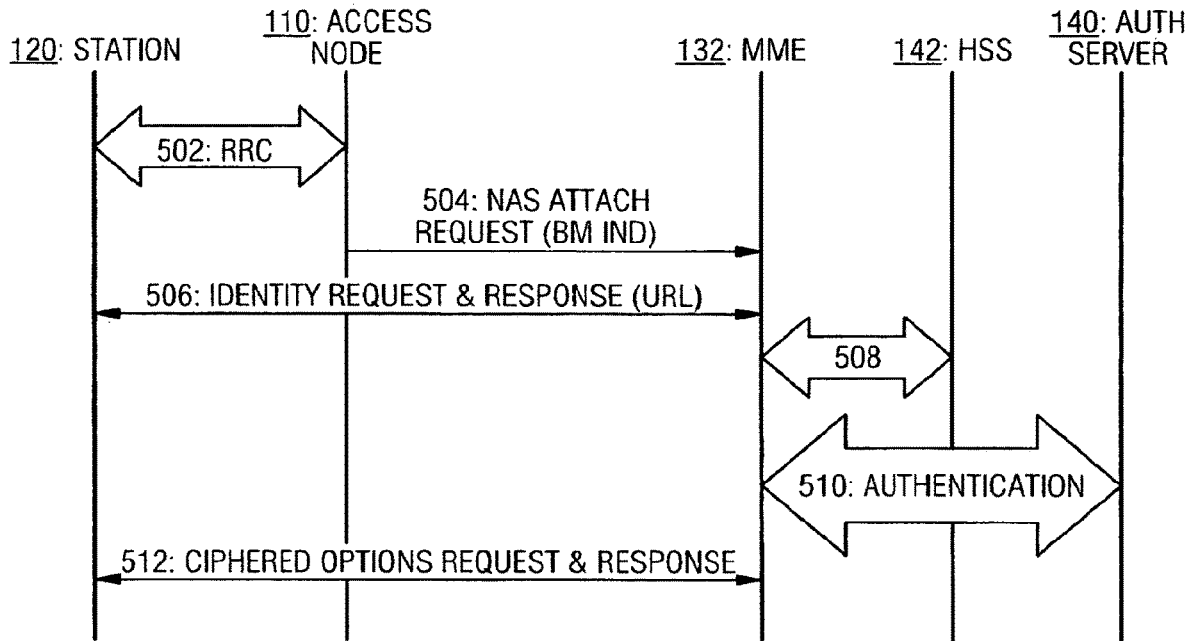 120: STATION
110: ACCESS
NODE
132: MME
142: HSS
140: AUTH
SERVER
502: RRC
504: NAS ATTACH
REQUEST (BM IND)
506: IDENTITY REQUEST & RESPONSE (URL)
508
510: AUTHENTICATION
512: CIPHERED OPTIONS REQUEST & RESPONSE